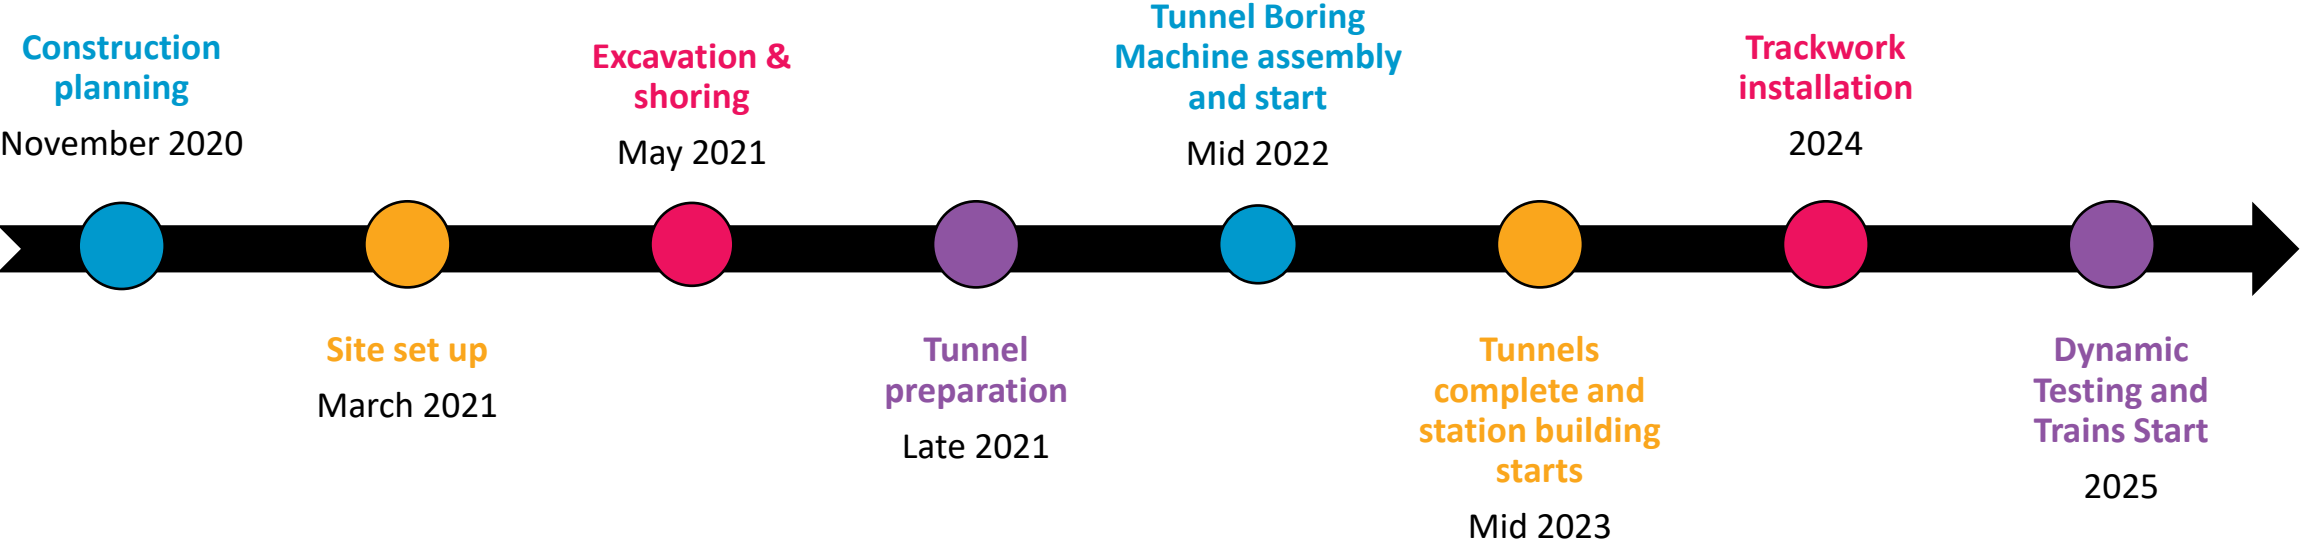 Construction
planning
November 2020
Site set up
March 2021
Excavation &
shoring
May 2021
Tunnel
preparation
Late 2021
Tunnel Boring
Machine assembly
and start
Mid 2022
Tunnels
complete and
station building
starts
Mid 2023
Trackwork
installation
2024
Dynamic
Testing and
Trains Start
2025